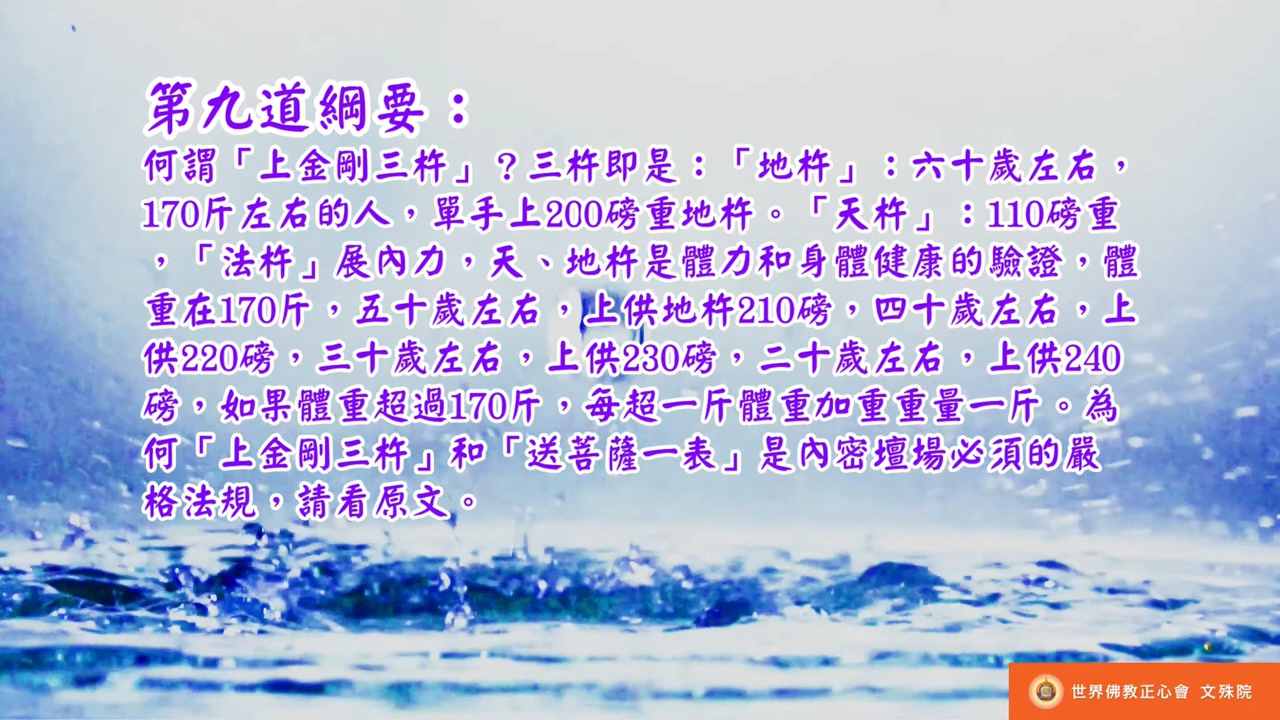 第九道綱要：
何謂「上金剛三杵」？三杵即是：「地杵」：六十歲左右，
170斤左右的人，單手上200磅重地杵。「天杵」：110磅重
，「法杵」展內力，天、地杵是體力和身體健康的驗證，體
重在170斤，五十歲左右，上供地杵210磅，四十歲左右，上
供220磅，三十歲左右，上供230磅，二十歲左右，上供240
磅，如果體重超過170斤，每超一斤體重加重重量一斤。為
何「上金剛三杵」和「送菩薩一表」是內密壇場必須的嚴
格法規，請看原文。
世界佛教正心會 文殊院